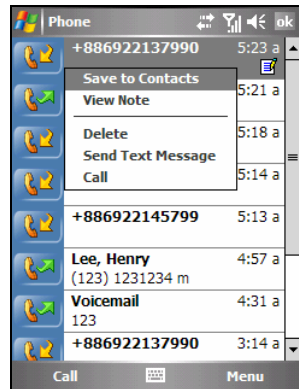 Phone
ok
+886922137990 5:23 a
Save to Contacts
5:21 a
View Note
Delete
5:18 a
Send Text Message
Call
5:14 a
+886922145799 5:13 a
Lee, Henry 4:57 a
(123) 1231234 m
Voicemail 4:31 a
123
+886922137990 3:14 a
Call Menu